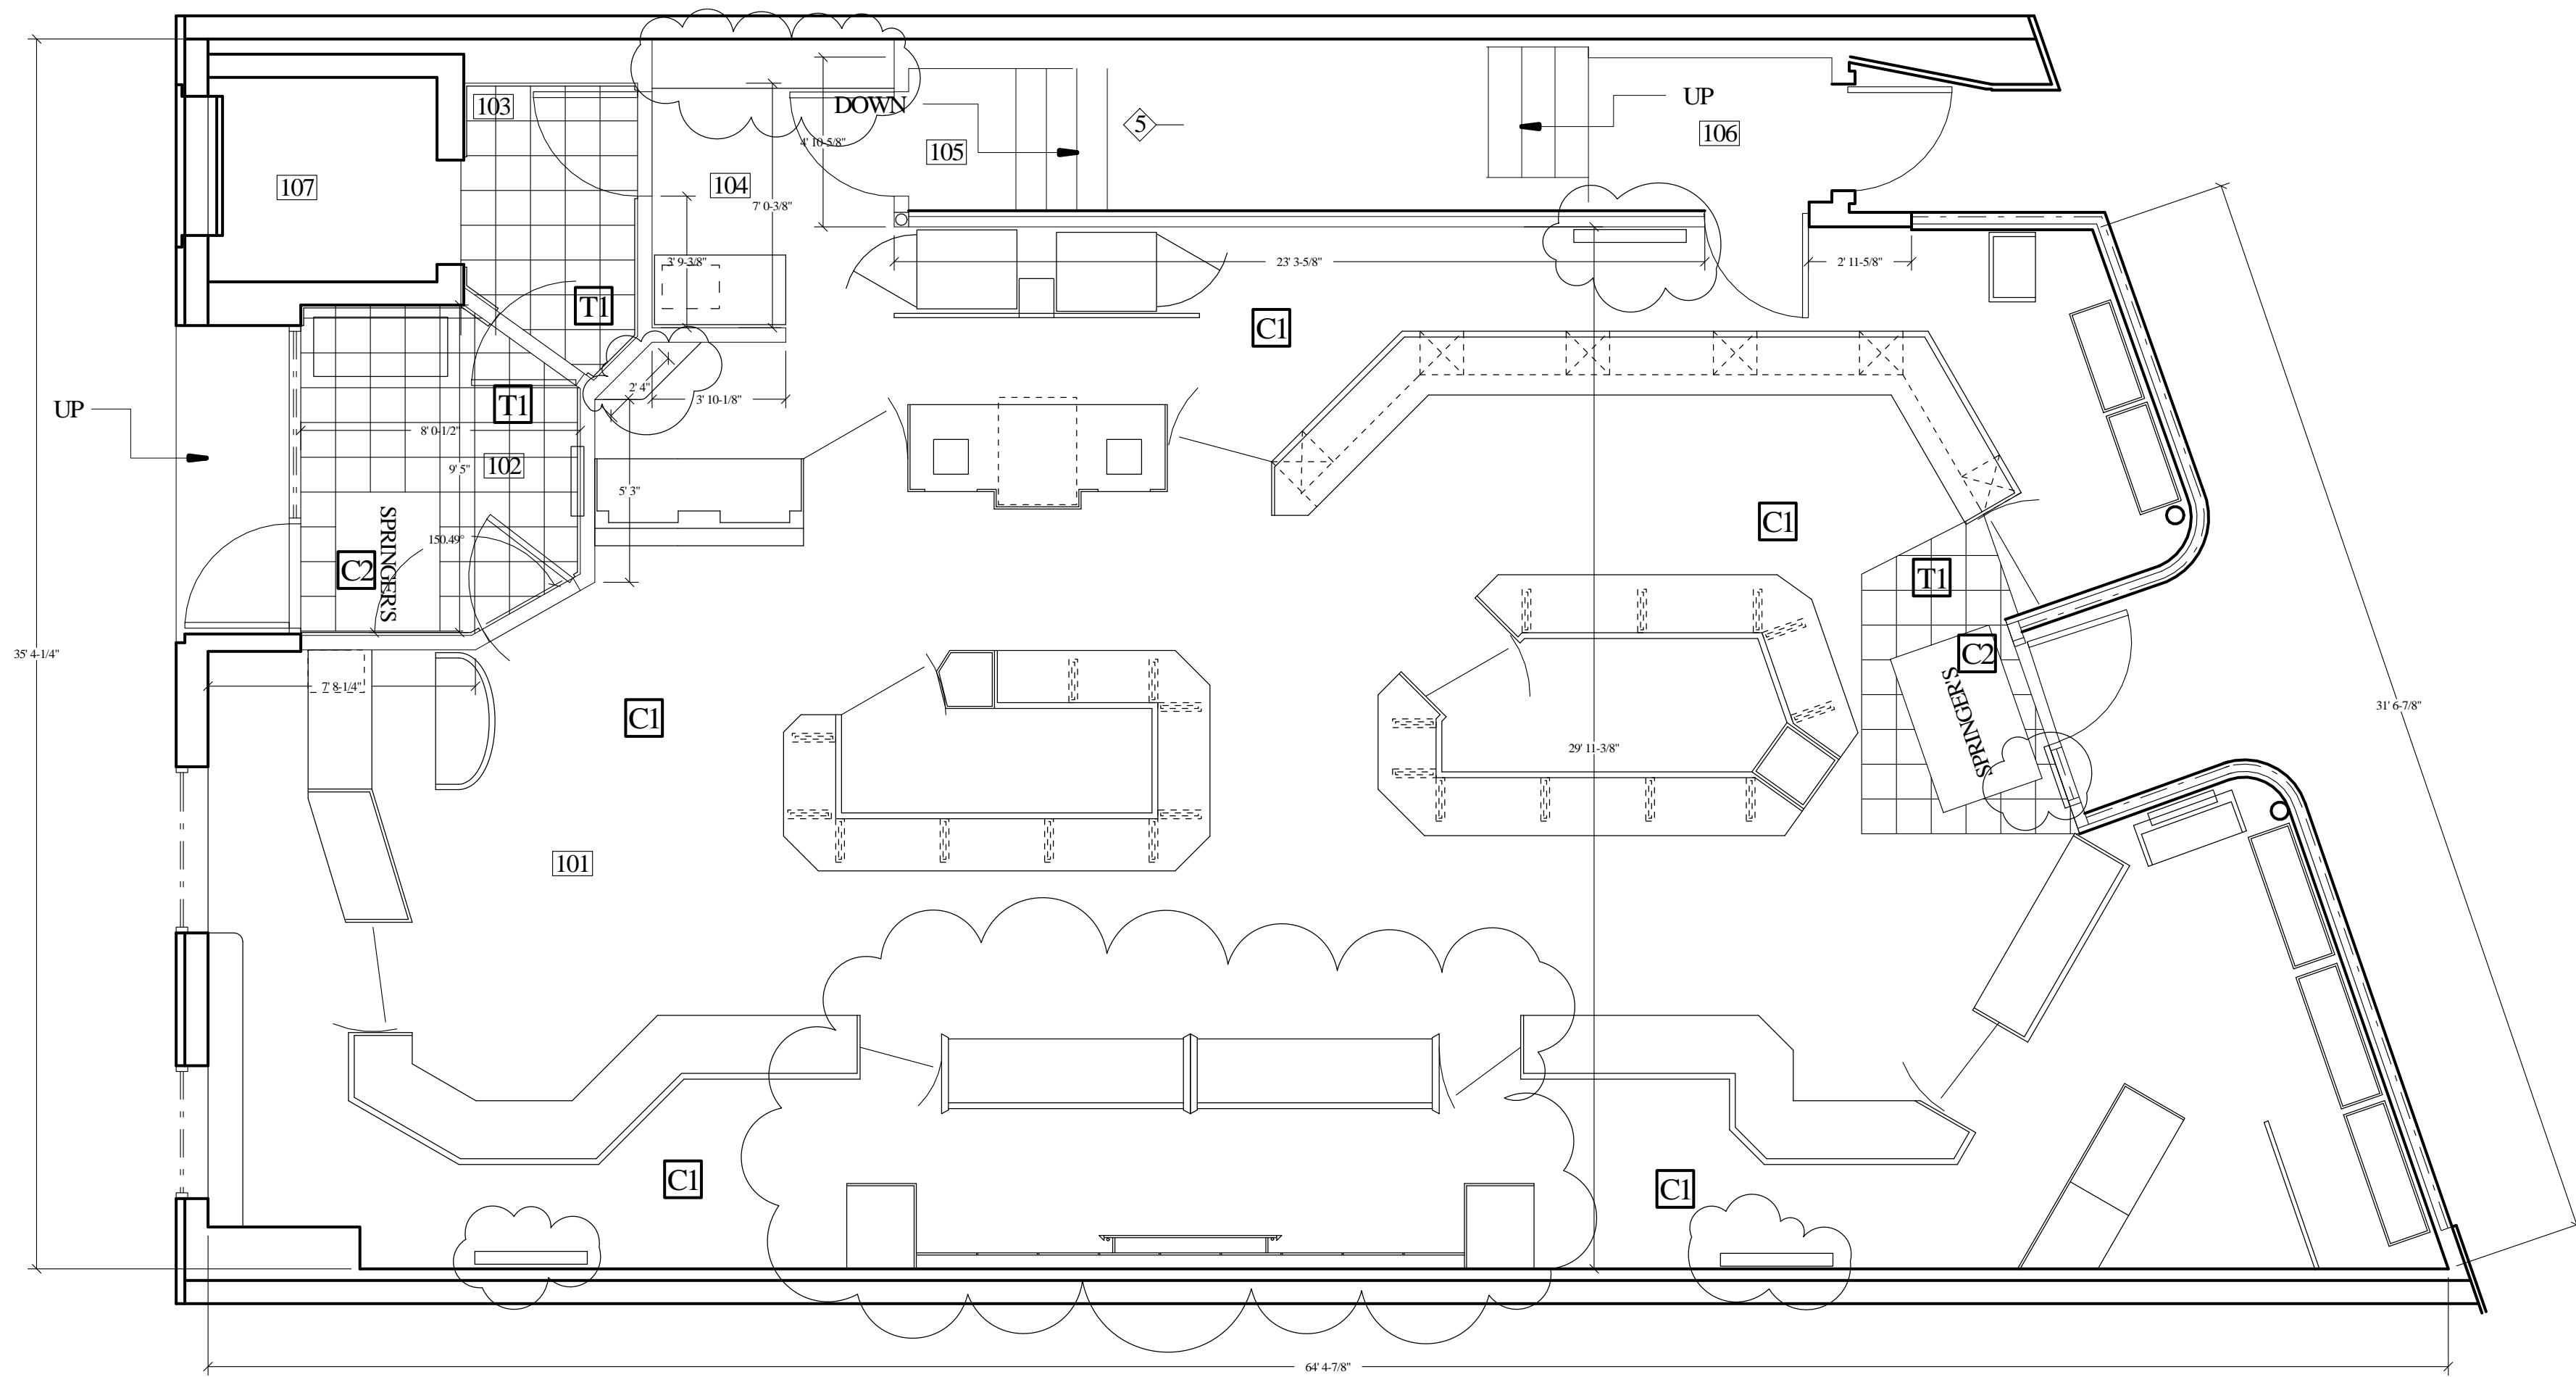 103
DOWN
UP
5
106
4' 10-5/8"
105
107
104
7' 0-3/8"
3' 9-3/8"
23' 3-5/8"
2' 11-5/8"
T1
C1
2' 4"
3' 10-1/8"
T1
UP
8' 0-1/2"
9' 5"
102
5' 3"
C1
SPRINGER'S
150.49°
C2
T1
C2
35' 4-1/4"
7' 8-1/4"
C1
SPRINGER'S
31' 6-7/8"
29' 11-3/8"
101
C1
C1
64' 4-7/8"